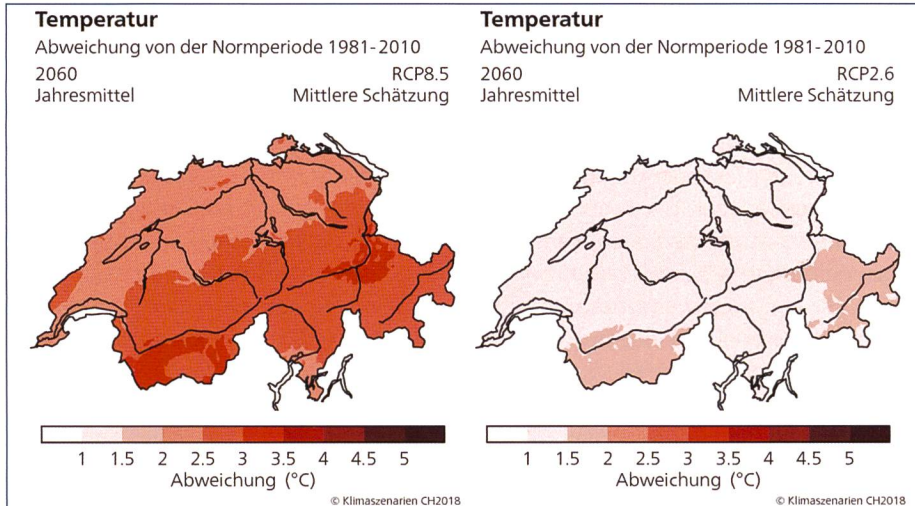 Temperatur
Abweichung von der Normperiode 1981-2010
2060 RCP8.5
Jahresmittel Mittlere Schätzung
1 1.5 2 2.5 3 3.5 4 4.5 5
Abweichung (°C)
© Klimaszenarien CH2018
Temperatur
Abweichung von der Normperiode 1981-2010
2060 RCP2.6
Jahresmittel Mittlere Schätzung
1 1.5 2 2.5 3 3.5 4 4.5 5
Abweichung (°C)
© Klimaszenarien CH2018